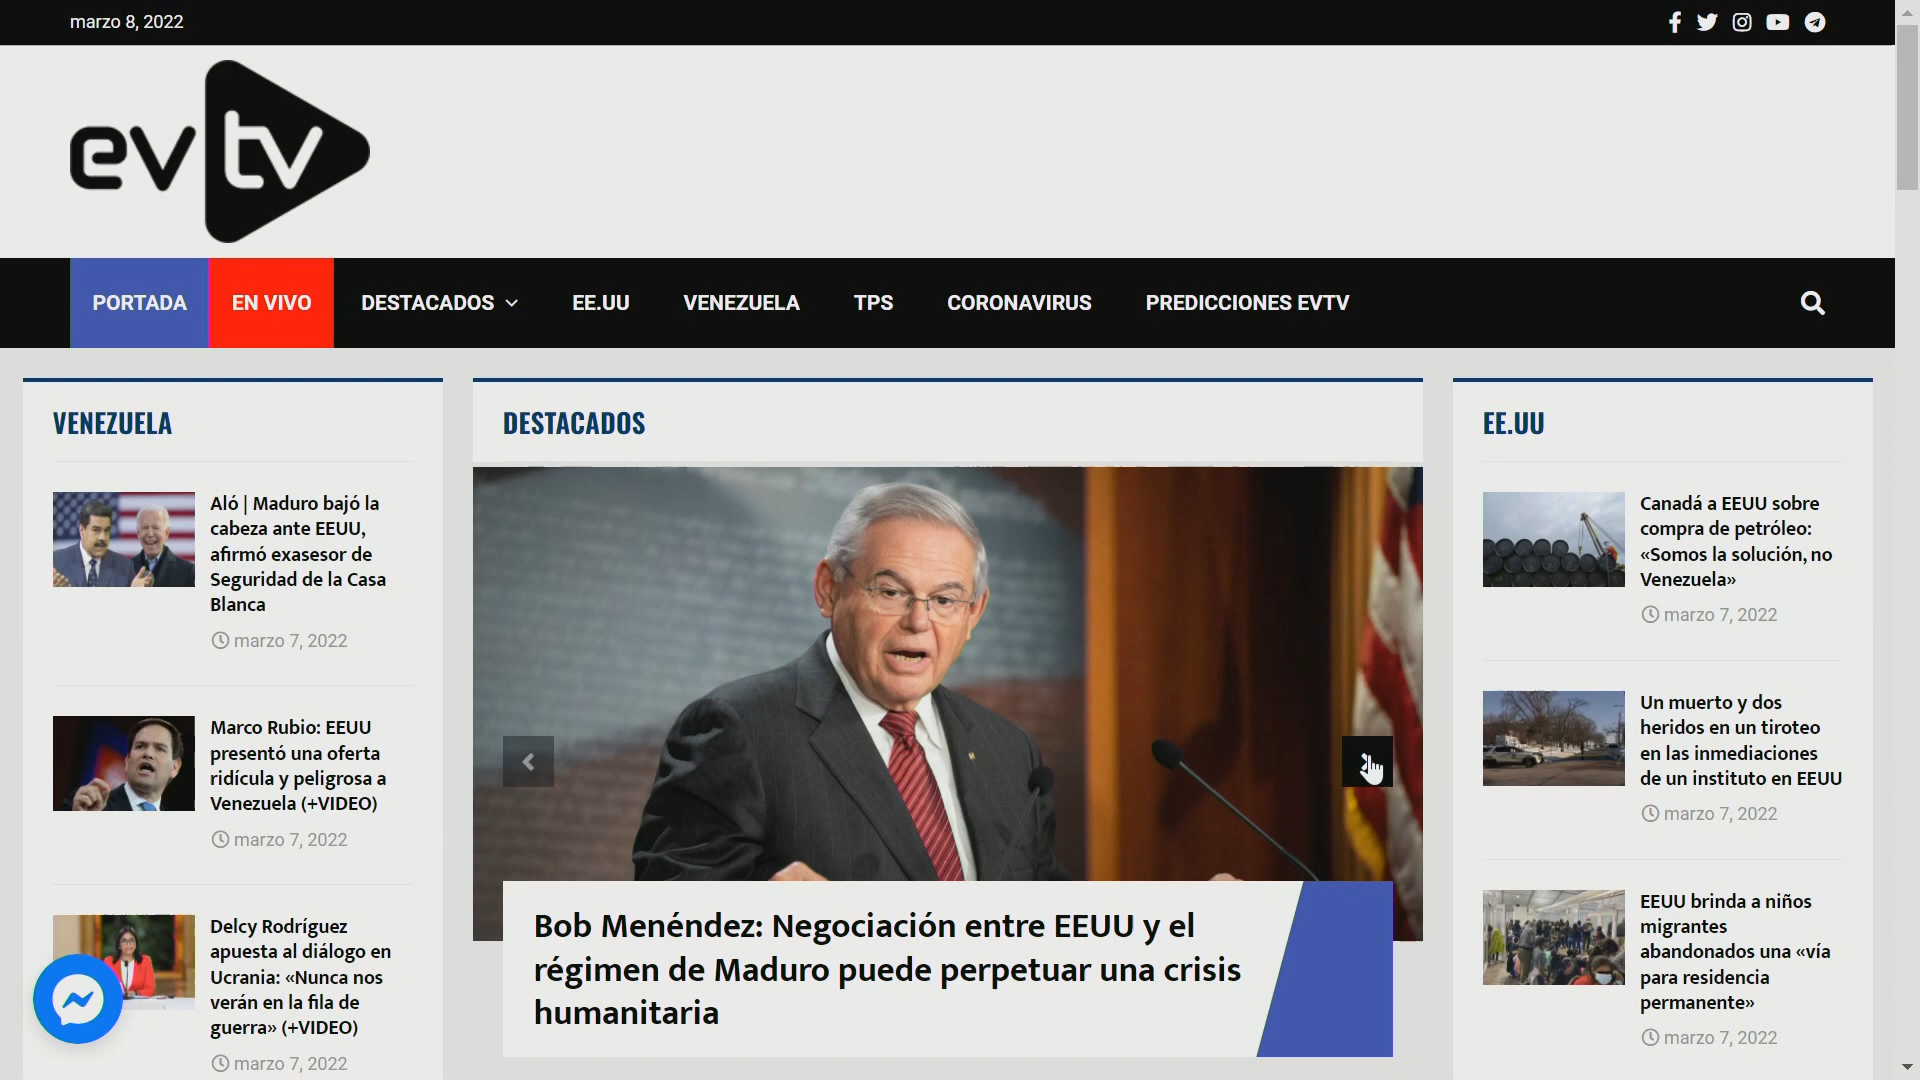 marzo 8, 2022
evtv
PORTADA
EN VIVO
DESTACADOS
EE.UU
VENEZUELA
TPS
CORONAVIRUS
PREDICCIONES EVTV
VENEZUELA
Aló | Maduro bajó la
cabeza ante EEUU,
afirmó exasesor de
Seguridad de la Casa
Blanca
marzo 7, 2022
Marco Rubio: EEUU
presentó una oferta
ridícula y peligrosa a
Venezuela (+VIDEO)
marzo 7, 2022
Delcy Rodríguez
apuesta al diálogo en
Ucrania: «Nunca nos
verán en la fila de
guerra» (+VIDEO)
marzo 7, 2022
DESTACADOS
Bob Menéndez: Negociación entre EEUU y el
régimen de Maduro puede perpetuar una crisis
humanitaria
EE.UU
Canadá a EEUU sobre
compra de petróleo:
«Somos la solución, no
Venezuela»
marzo 7, 2022
Un muerto y dos
heridos en un tiroteo
en las inmediaciones
de un instituto en EEUU
marzo 7, 2022
EEUU brinda a niños
migrantes
abandonados una «vía
para residencia
permanente»
marzo 7, 2022